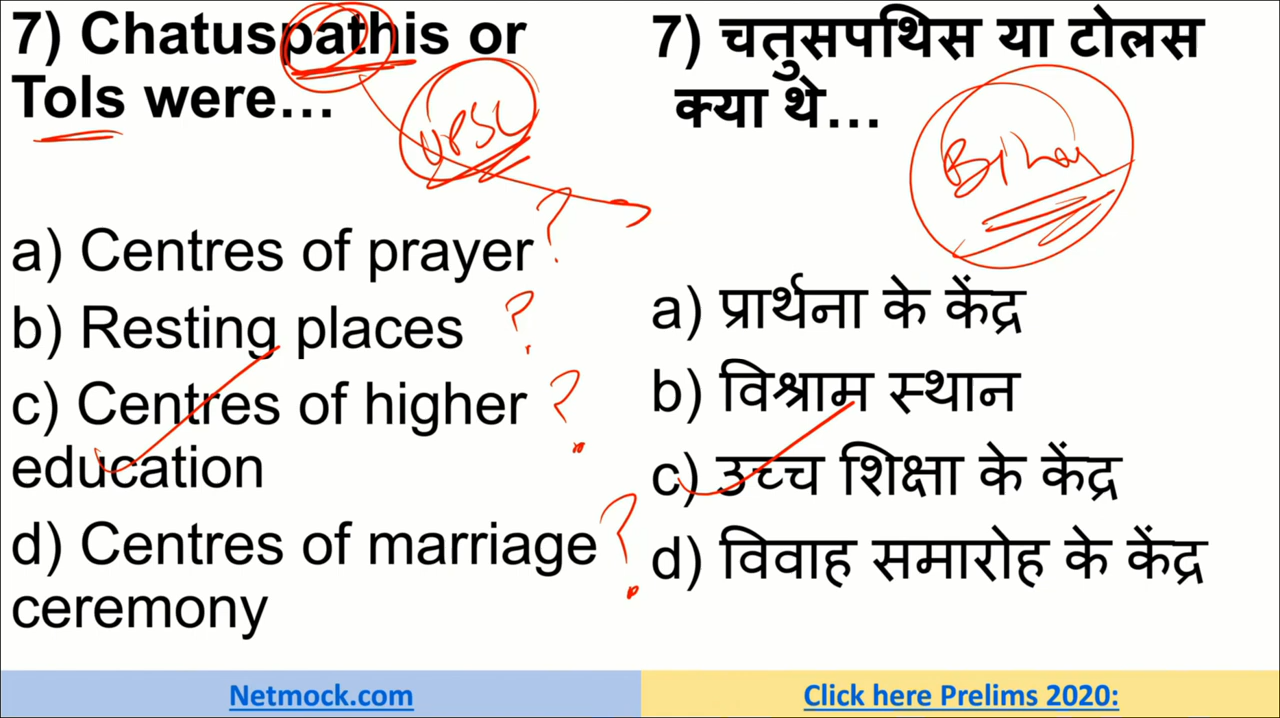 7) Chatuspathis or
Tols were...
UPSC
a) Centres of prayer
?
b) Resting places
?
c) Centres of higher
?
education
d) Centres of marriage
?
ceremony
7) चतुसपथिस या टोलस
क्या थे...
Bihar
a) प्रार्थना के केंद्र
b) विश्राम स्थान
c) उच्च शिक्षा के केंद्र
d) विवाह समारोह के केंद्र
Netmock.com
Click here Prelims 2020: